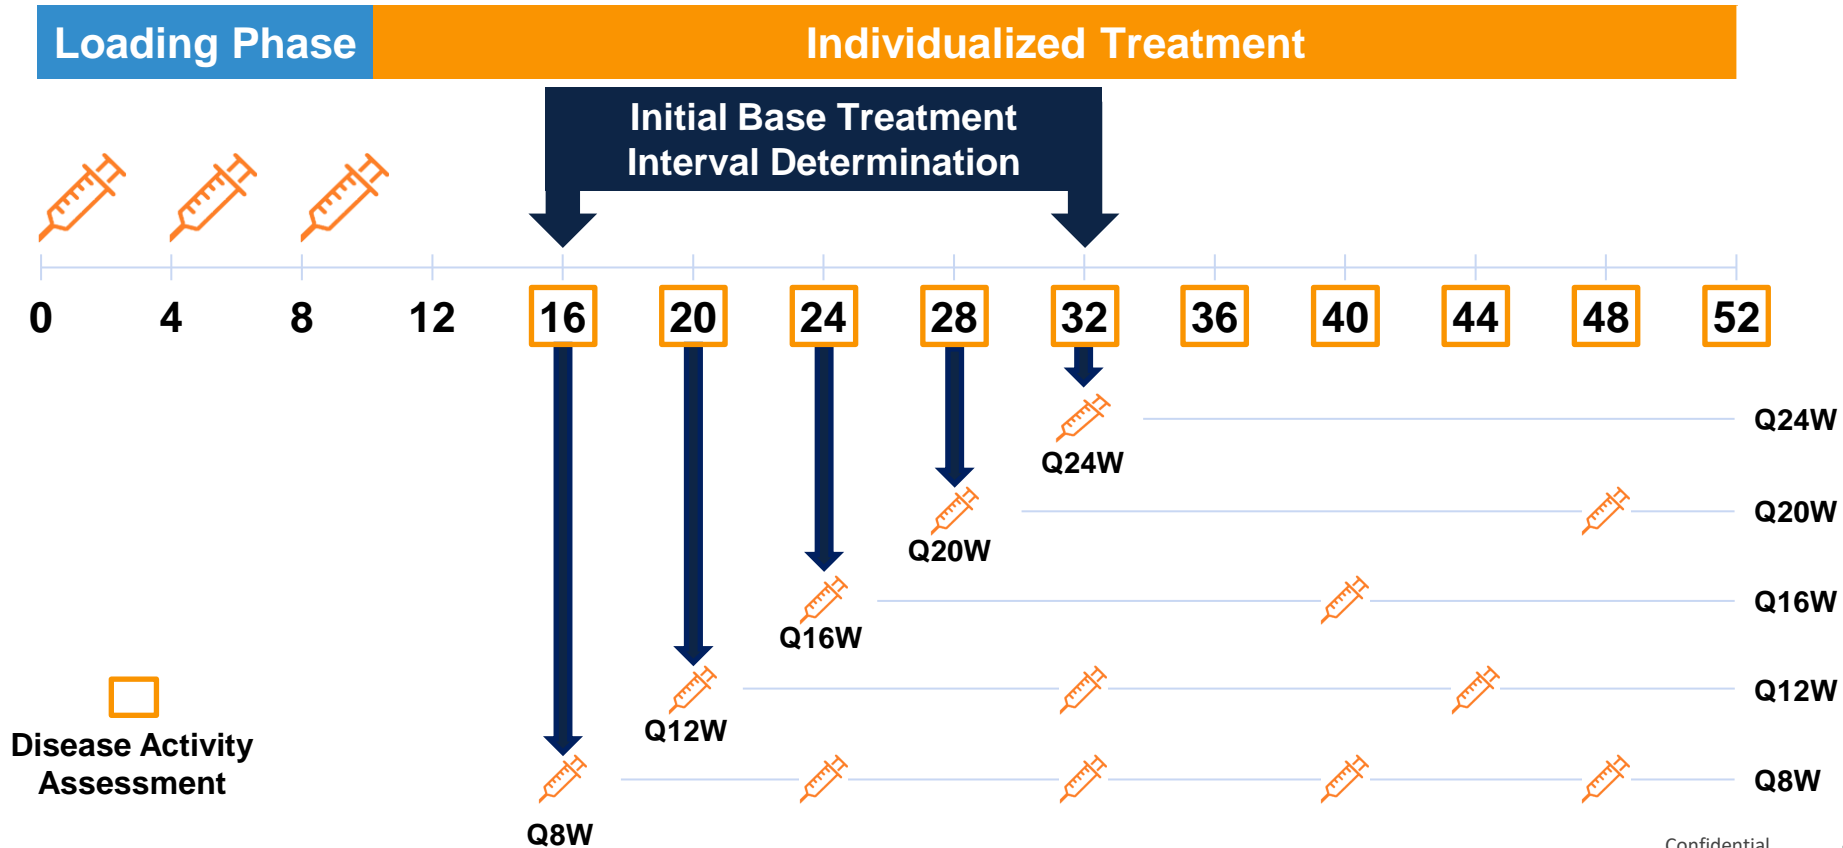 Loading Phase
Individualized Treatment
Initial Base Treatment
Interval Determination
0 4 8 12 16 20 24 28 32 36 40 44 48 52
Q24W
Q24W
Q20W
Q20W
Q16W
Q16W
Q12W
Q12W
Disease Activity
Assessment
Q8W
Q8W
Confidential